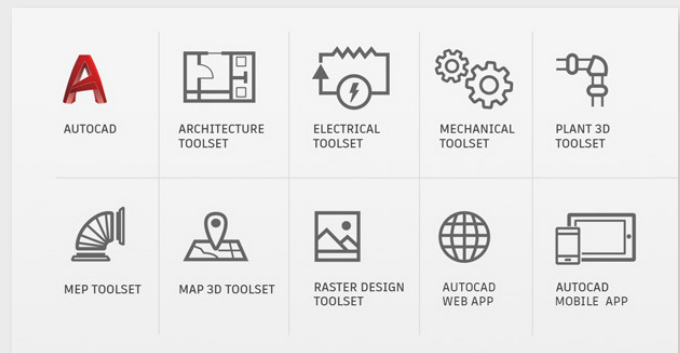 AUTOCAD
ARCHITECTURE
TOOLSET
ELECTRICAL
TOOLSET
MECHANICAL
TOOLSET
PLANT 3D
TOOLSET
MEP TOOLSET
MAP 3D TOOLSET
RASTER DESIGN
TOOLSET
AUTOCAD
WEB APP
AUTOCAD
MOBILE APP